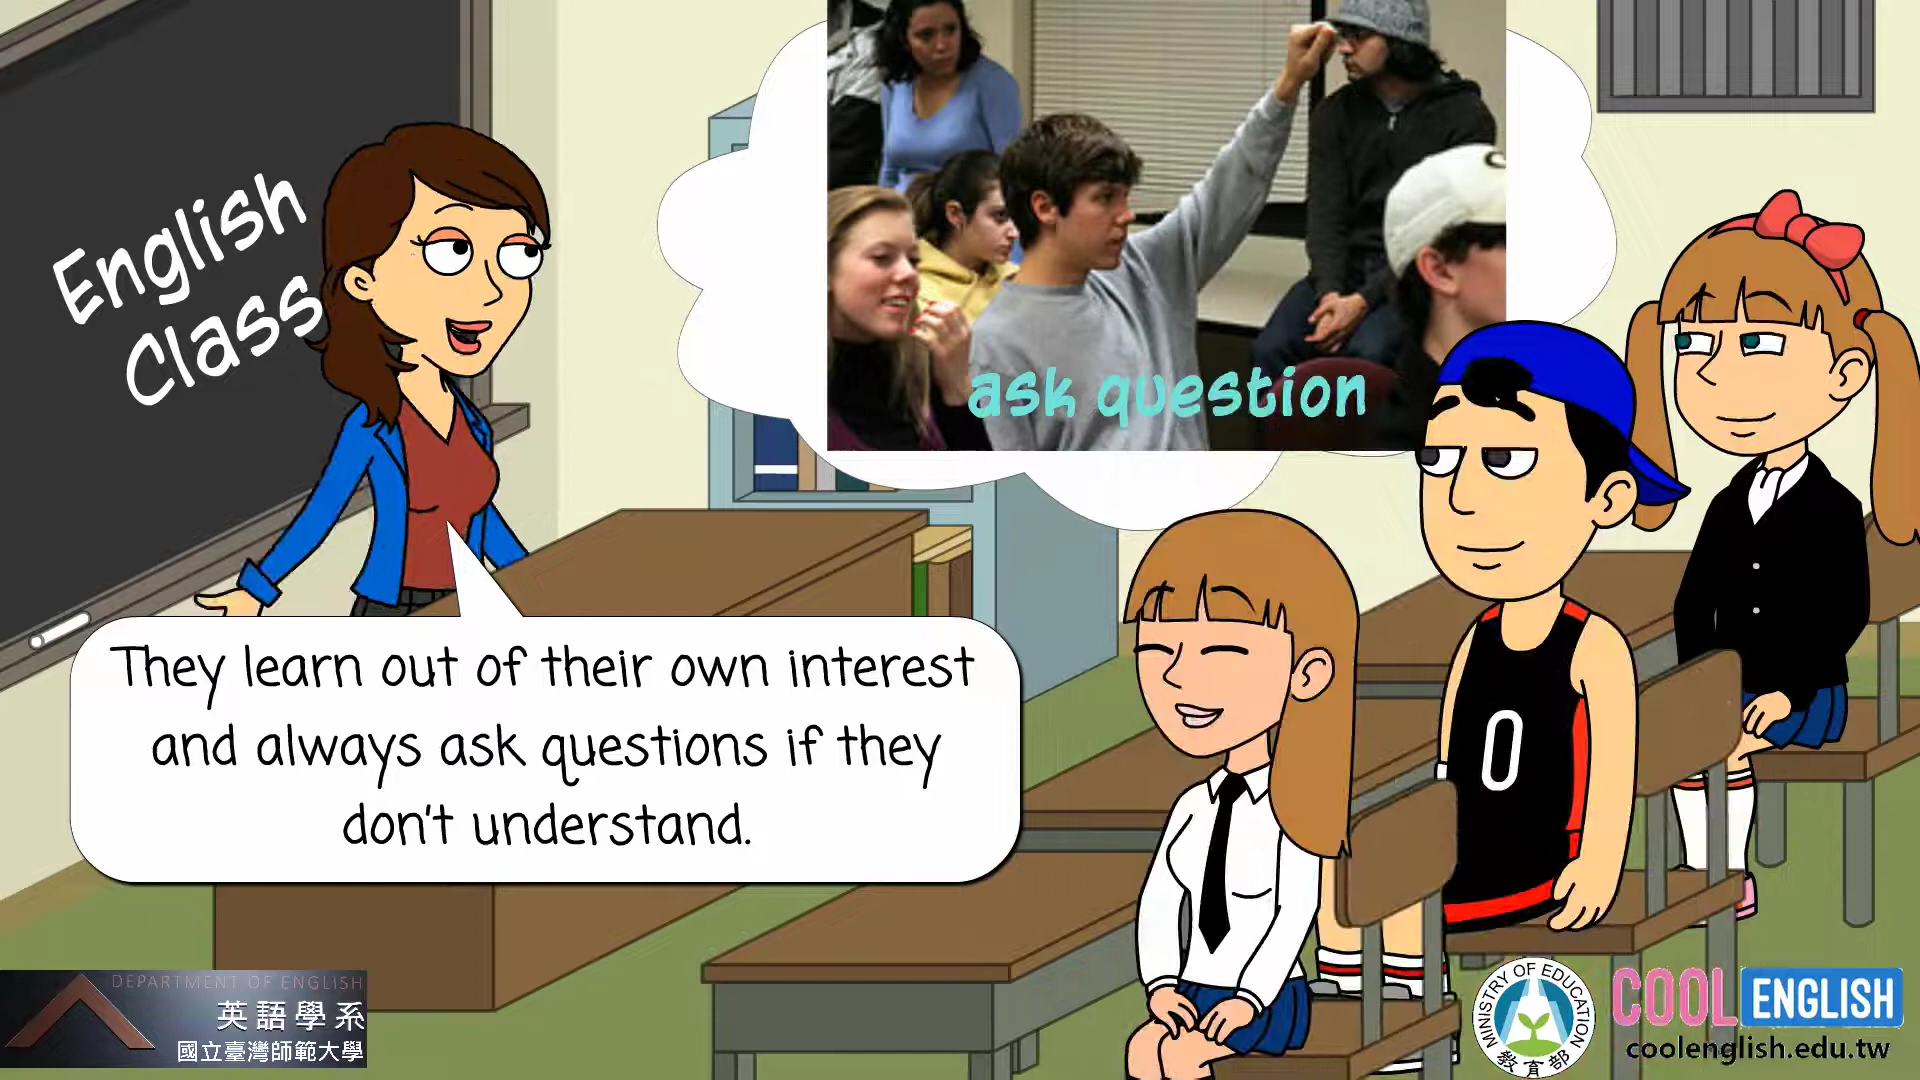 English
Class
ask question
They learn out of their own interest
and always ask questions if they
don't understand.
0
DEPARTMENT OF ENGLISH
英語學系
國立臺灣師範大學
MINISTRY OF EDUCATION
教育部
COOL ENGLISH
coolenglish.edu.tw